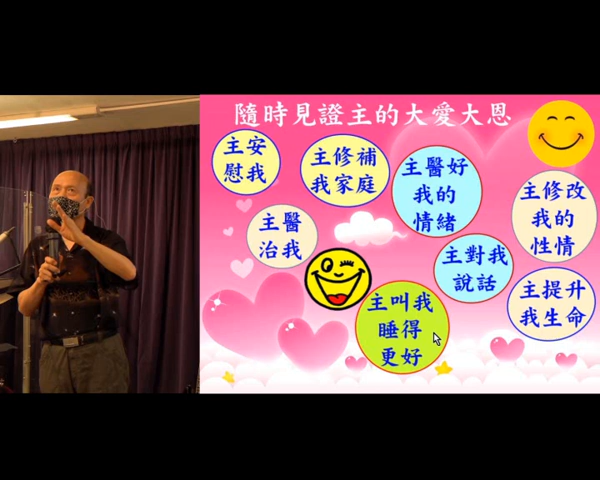 隨時見證主的大愛大恩
主安
慰我
主修補
我家庭
主醫好
我的
情緒
主修改
我的
性情
主醫
治我
主對我
說話
主提升
我生命
主叫我
睡得
更好